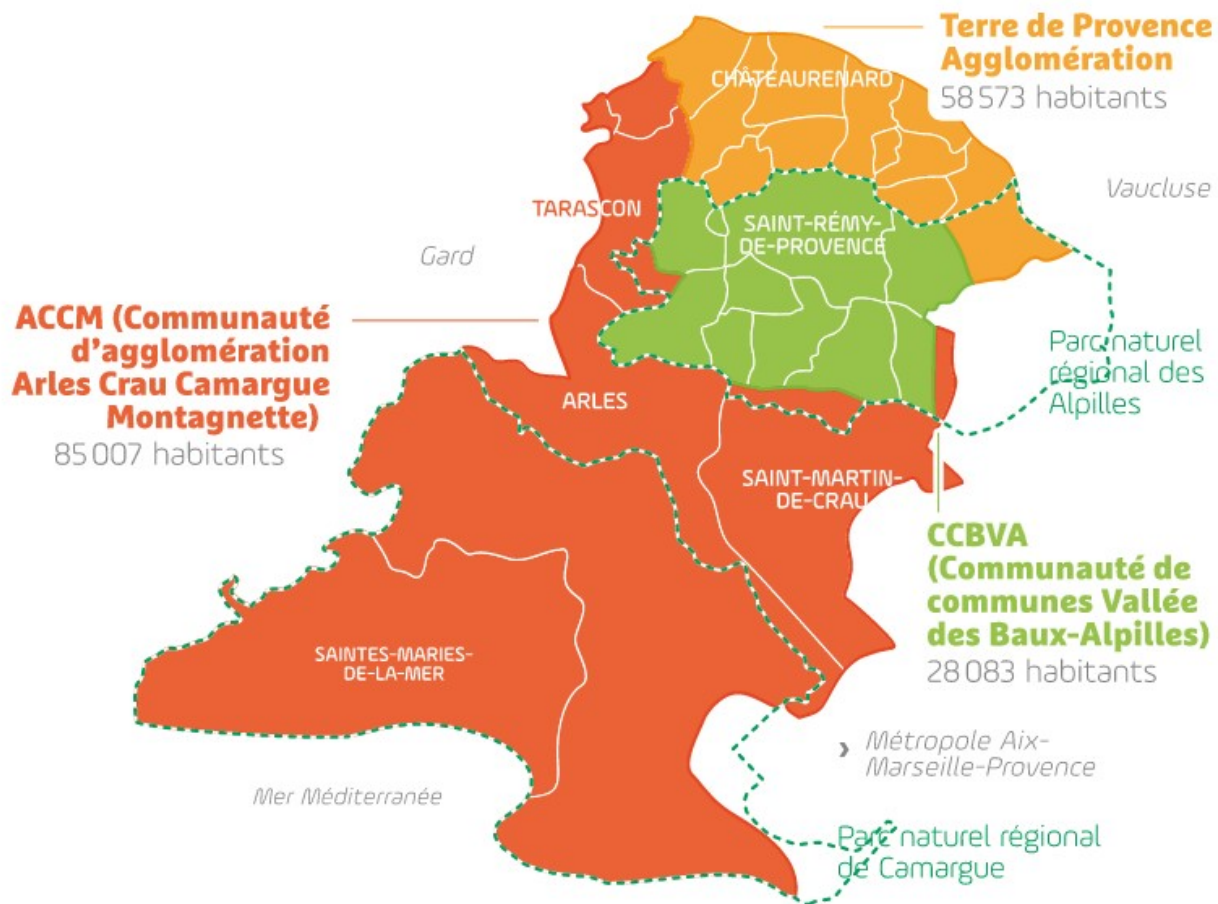 Terre de Provence
Agglomération
58 573 habitants
CHÂTEAURENARD
Vaucluse
TARASCON
SAINT-RÉMY-
DE-PROVENCE
Gard
ACCM (Communauté
d’agglomération
Arles Crau Camargue
Montagnette)
85 007 habitants
Parc naturel
régional des
Alpilles
ARLES
SAINT-MARTIN-
DE-CRAU
CCBVA
(Communauté de
communes Vallée
des Baux-Alpilles)
28 083 habitants
SAINTES-MARIES-
DE-LA-MER
› Métropole Aix-
Marseille-Provence
Mer Méditerranée
Parc naturel régional
de Camargue